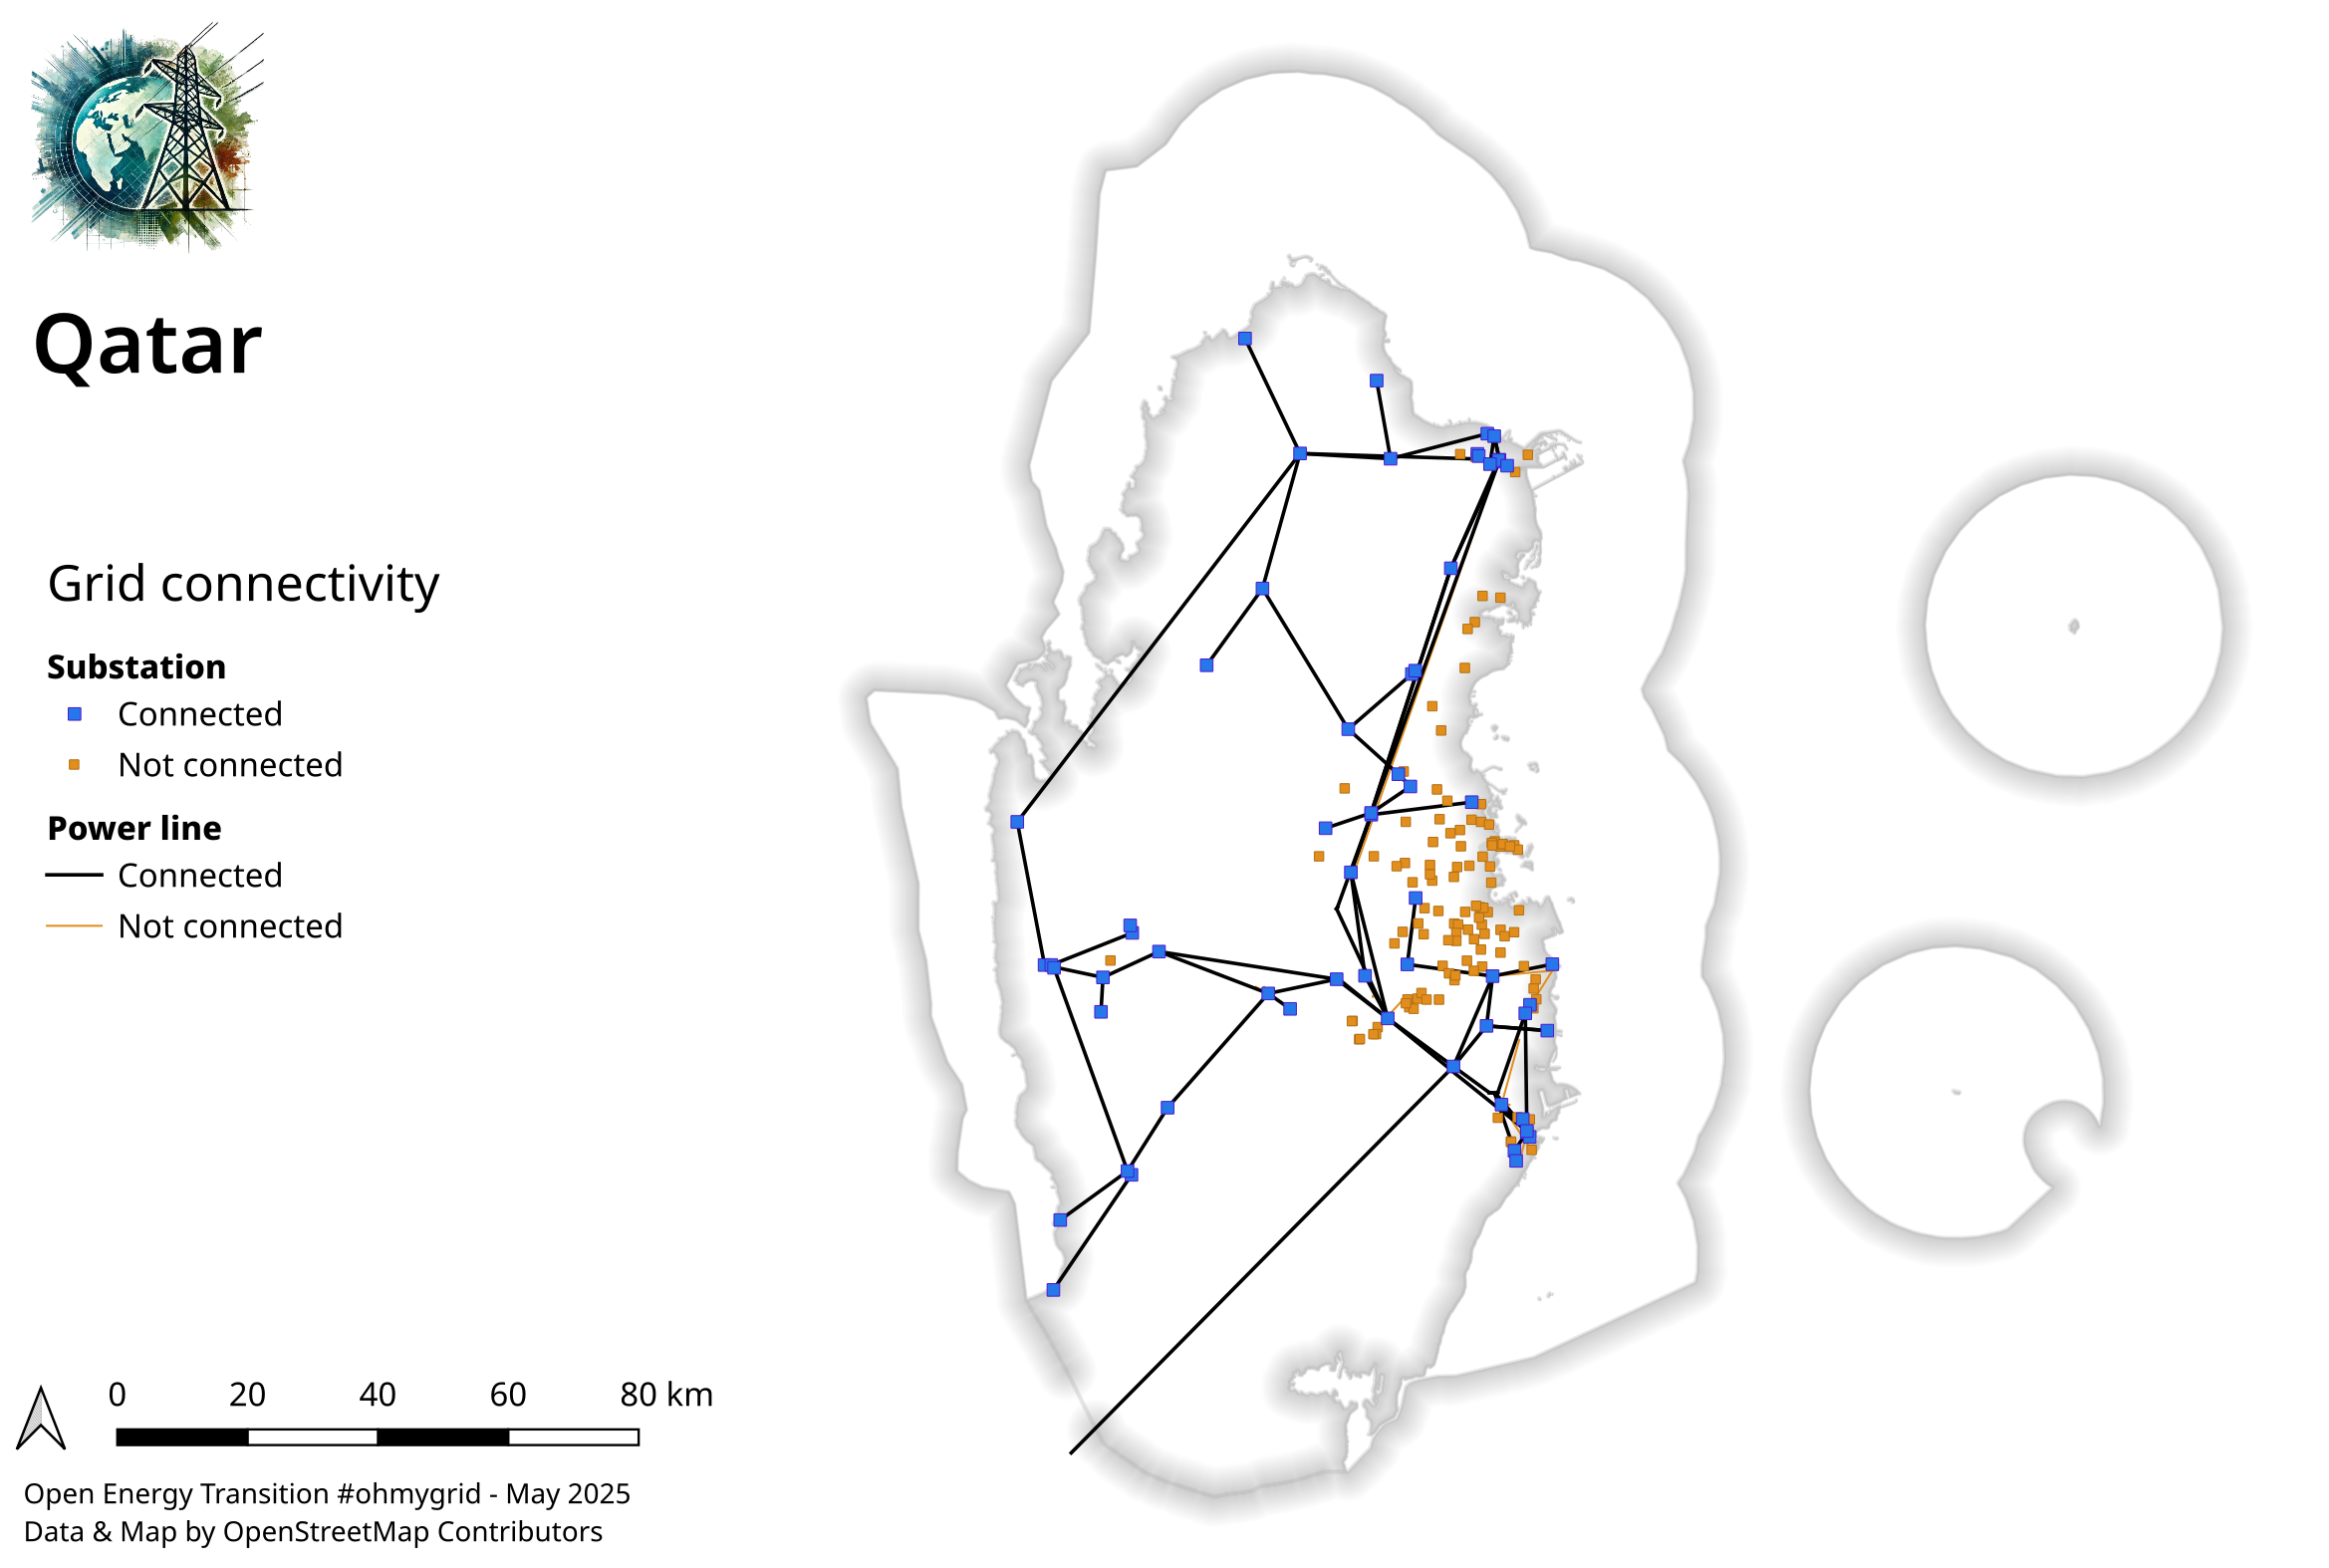 Qatar
Grid connectivity
Substation
Connected
Not connected
Power line
Connected
Not connected
0 20 40 60 80 km
Open Energy Transition #ohmygrid - May 2025
Data & Map by OpenStreetMap Contributors